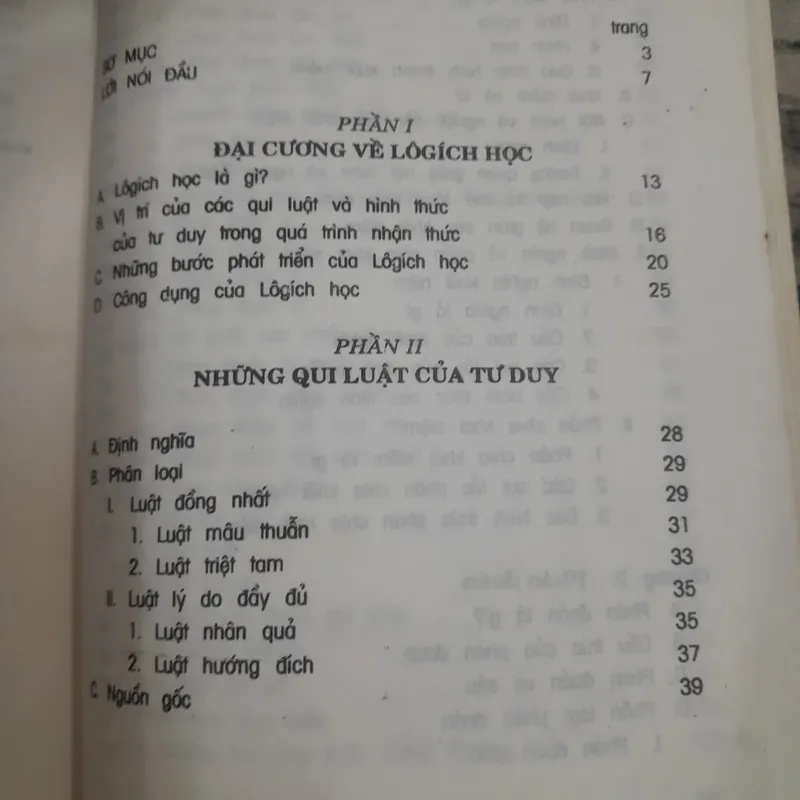 trang
SƠ MỤC 3
LỜI NÓI ĐẦU 7
PHẦN I
ĐẠI CƯƠNG VỀ LÔGÍCH HỌC
A. Lôgich học là gì? 13
B. Vị trí của các qui luật và hình thức
của tư duy trong quá trình nhận thức 16
C. Những bước phát triển của Lôgích học 20
D. Công dụng của Lôgích học 25
PHẦN II
NHỮNG QUI LUẬT CỦA TƯ DUY
A. Định nghĩa 28
B. Phân loại 29
I. Luật đồng nhất 29
1. Luật mâu thuẫn 31
2. Luật triệt tam 33
II. Luật lý do đầy đủ 35
1. Luật nhân quả 35
2. Luật hướng đích 37
C. Nguồn gốc 39